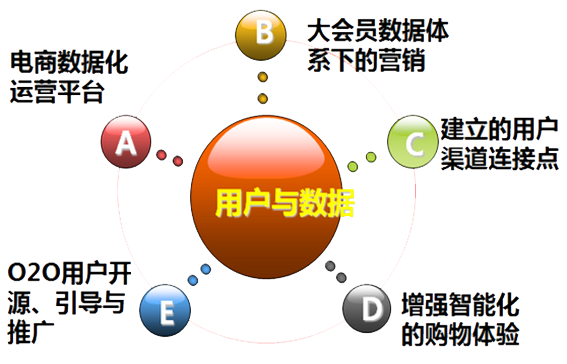 B
大会员数据体
系下的营销
电商数据化
运营平台
A
C
建立的用户
渠道连接点
用户与数据
O2O用户开
源、引导与
推广
E
D
增强智能化
的购物体验